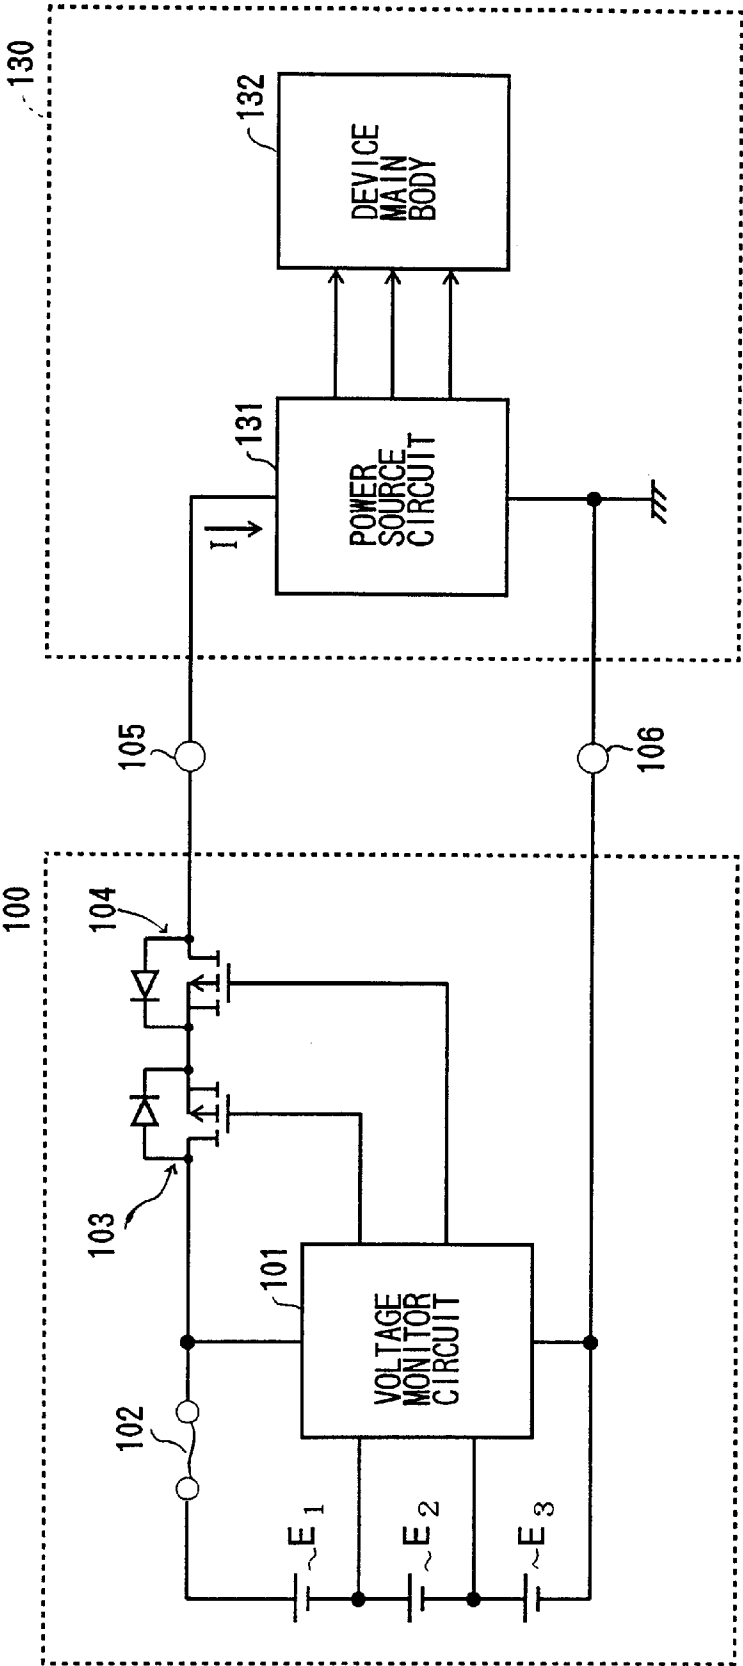 100
130
102
103
104
105
I
131
132
101
E1
E2
E3
VOLTAGE
MONITOR
CIRCUIT
POWER
SOURCE
CIRCUIT
DEVICE
MAIN
BODY
106